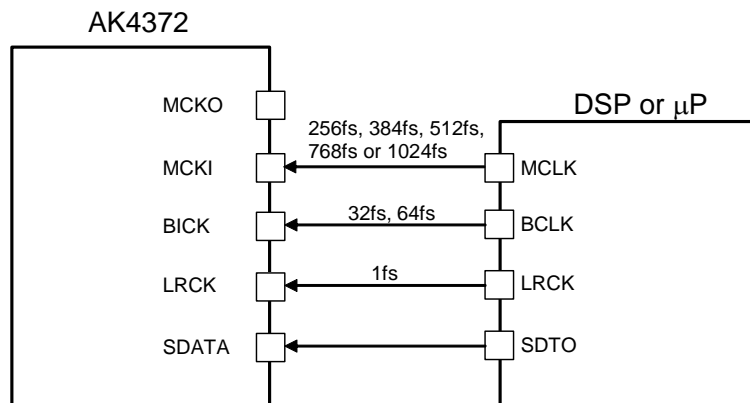 AK4372
DSP or μP
MCKO
256fs, 384fs, 512fs,
768fs or 1024fs
MCKI
MCLK
BICK
32fs, 64fs
BCLK
LRCK
1fs
LRCK
SDATA
SDTO